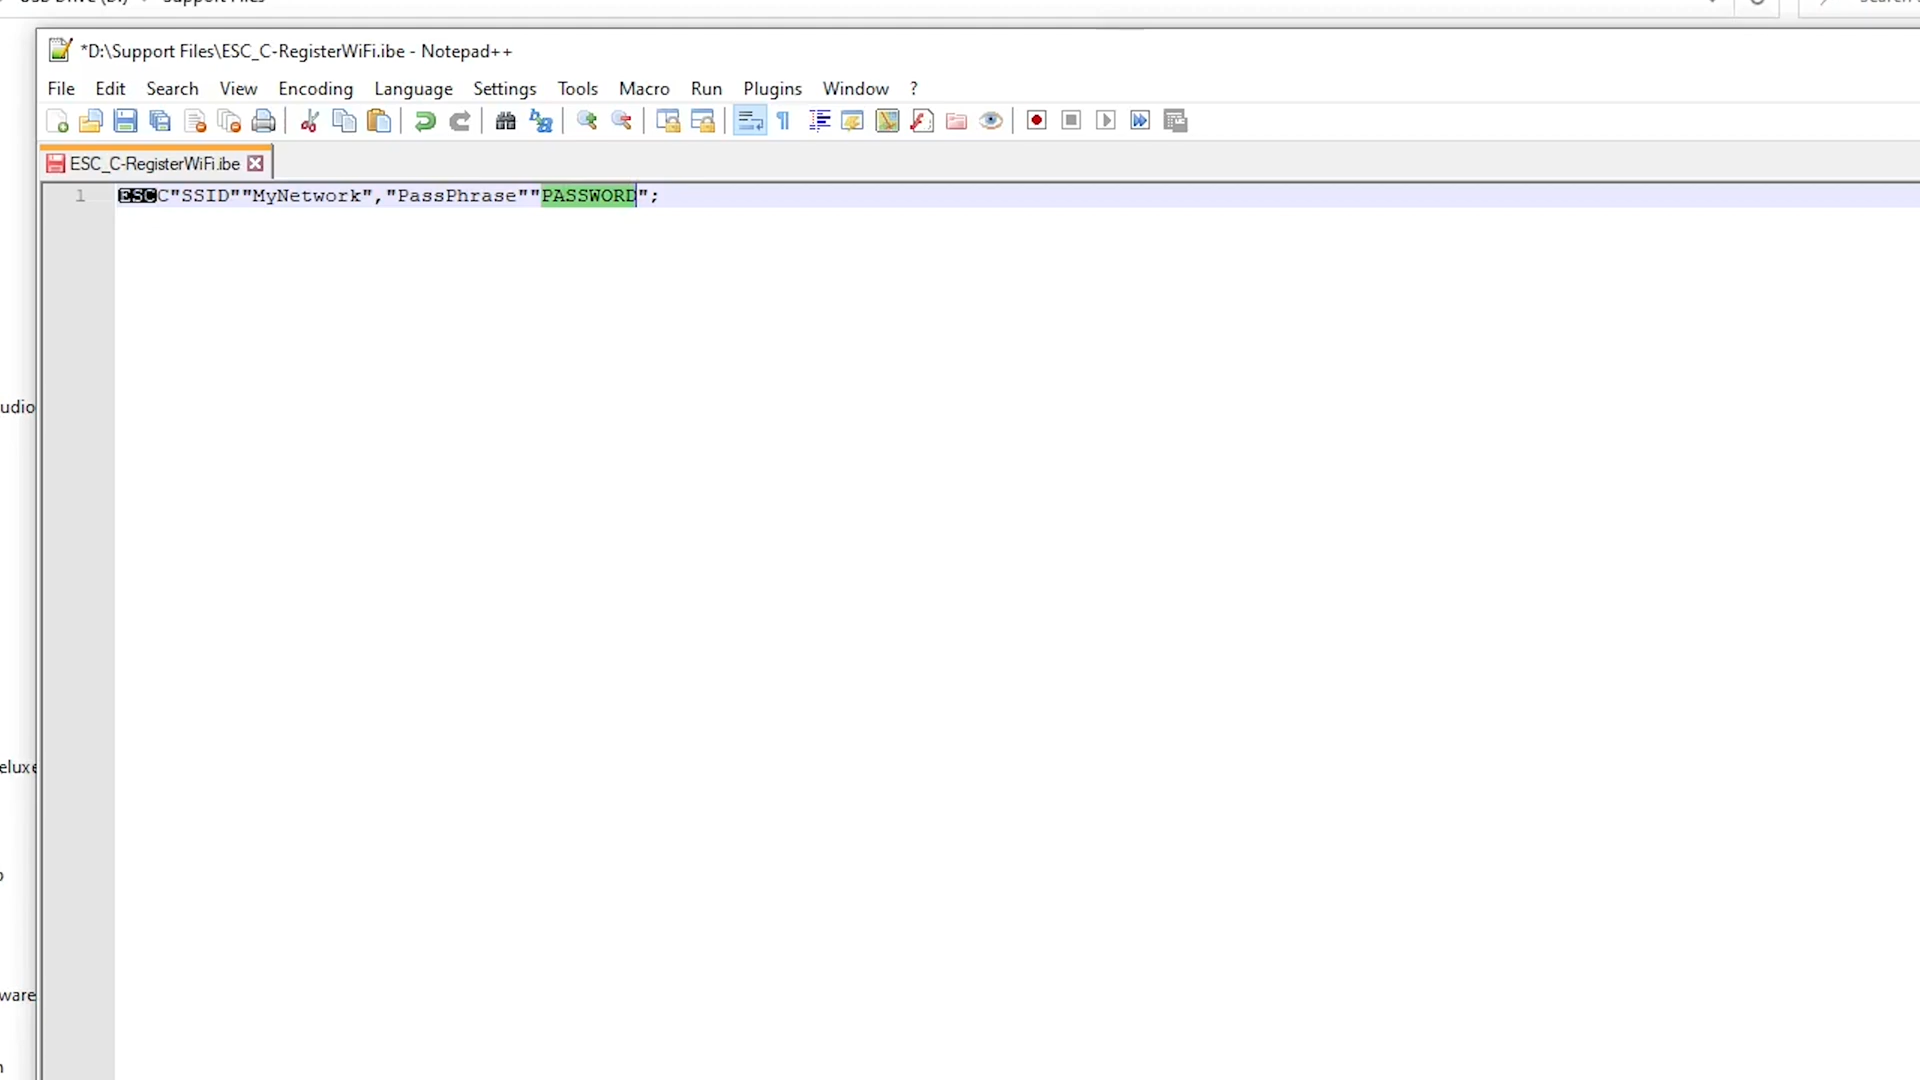 *D:\Support Files\ESC_C-RegisterWiFi.ibe - Notepad++
File Edit Search View Encoding Language Settings Tools Macro Run Plugins Window ?
ESC_C-RegisterWiFi.ibe
1 ESCC"SSID""MyNetwork","PassPhrase""PASSWORD";
udio
eluxe
ware